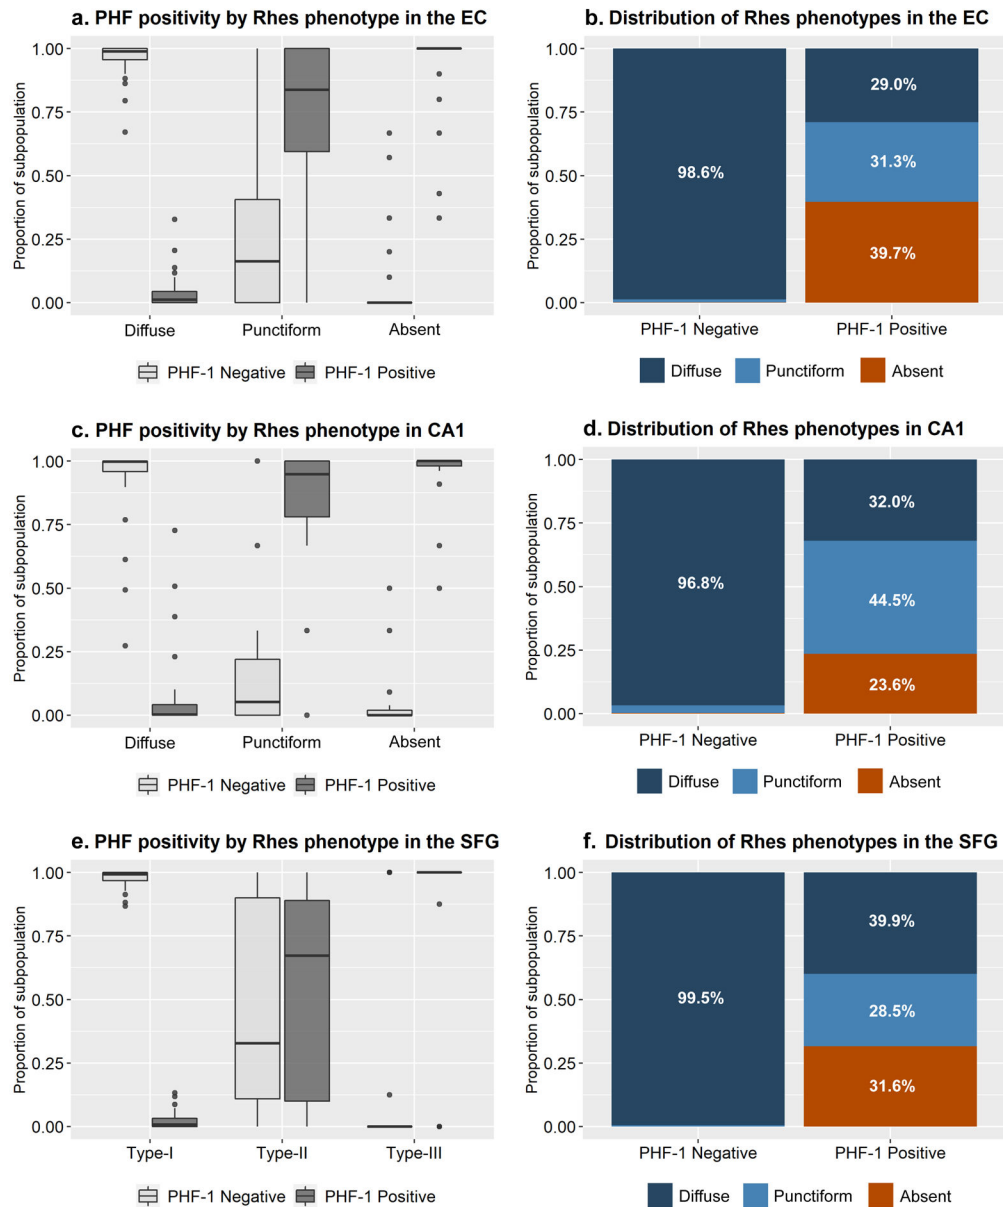 a. PHF positivity by Rhes phenotype in the EC
Proportion of subpopulation
1.00
0.75
0.50
0.25
0.00
Diffuse Punctiform Absent
PHF-1 Negative PHF-1 Positive
b. Distribution of Rhes phenotypes in the EC
Proportion of subpopulation
1.00
0.75
0.50
0.25
0.00
98.6%
29.0%
31.3%
39.7%
PHF-1 Negative PHF-1 Positive
Diffuse Punctiform Absent
c. PHF positivity by Rhes phenotype in CA1
Proportion of subpopulation
1.00
0.75
0.50
0.25
0.00
Diffuse Punctiform Absent
PHF-1 Negative PHF-1 Positive
d. Distribution of Rhes phenotypes in CA1
Proportion of subpopulation
1.00
0.75
0.50
0.25
0.00
96.8%
32.0%
44.5%
23.6%
PHF-1 Negative PHF-1 Positive
Diffuse Punctiform Absent
e. PHF positivity by Rhes phenotype in the SFG
Proportion of subpopulation
1.00
0.75
0.50
0.25
0.00
Type-I Type-II Type-III
PHF-1 Negative PHF-1 Positive
f. Distribution of Rhes phenotypes in the SFG
Proportion of subpopulation
1.00
0.75
0.50
0.25
0.00
99.5%
39.9%
28.5%
31.6%
PHF-1 Negative PHF-1 Positive
Diffuse Punctiform Absent